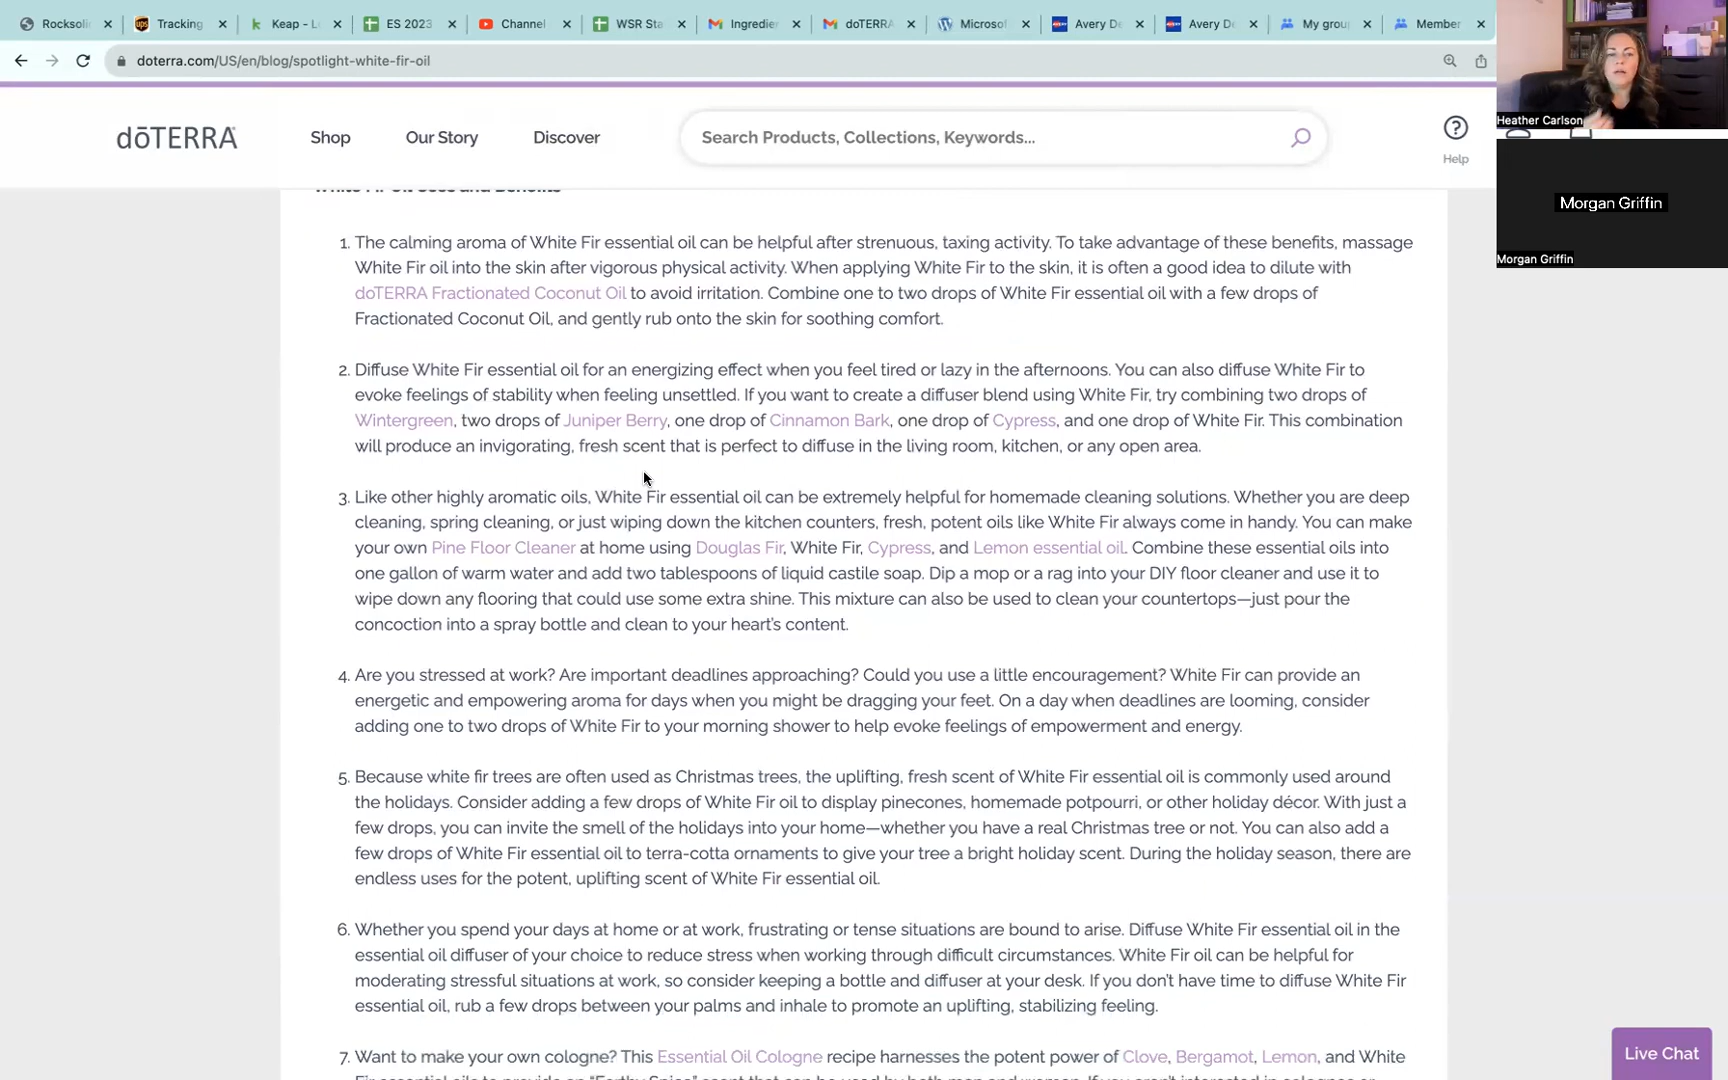 Rocksoli
Tracking
Keap - L
ES 2023
Channel
WSR Sta
Ingredie
doTERRA
Microsof
Avery De
Avery De
My grou
Member
doterra.com/US/en/blog/spotlight-white-fir-oil
dōTERRA
Shop
Our Story
Discover
Search Products, Collections, Keywords...
Help
Heather Carlson
Morgan Griffin
Morgan Griffin
White Fir Oil Uses and Benefits
1. The calming aroma of White Fir essential oil can be helpful after strenuous, taxing activity. To take advantage of these benefits, massage
White Fir oil into the skin after vigorous physical activity. When applying White Fir to the skin, it is often a good idea to dilute with
doTERRA Fractionated Coconut Oil to avoid irritation. Combine one to two drops of White Fir essential oil with a few drops of
Fractionated Coconut Oil, and gently rub onto the skin for soothing comfort.
2. Diffuse White Fir essential oil for an energizing effect when you feel tired or lazy in the afternoons. You can also diffuse White Fir to
evoke feelings of stability when feeling unsettled. If you want to create a diffuser blend using White Fir, try combining two drops of
Wintergreen, two drops of Juniper Berry, one drop of Cinnamon Bark, one drop of Cypress, and one drop of White Fir. This combination
will produce an invigorating, fresh scent that is perfect to diffuse in the living room, kitchen, or any open area.
3. Like other highly aromatic oils, White Fir essential oil can be extremely helpful for homemade cleaning solutions. Whether you are deep
cleaning, spring cleaning, or just wiping down the kitchen counters, fresh, potent oils like White Fir always come in handy. You can make
your own Pine Floor Cleaner at home using Douglas Fir, White Fir, Cypress, and Lemon essential oil. Combine these essential oils into
one gallon of warm water and add two tablespoons of liquid castile soap. Dip a mop or a rag into your DIY floor cleaner and use it to
wipe down any flooring that could use some extra shine. This mixture can also be used to clean your countertops—just pour the
concoction into a spray bottle and clean to your heart's content.
4. Are you stressed at work? Are important deadlines approaching? Could you use a little encouragement? White Fir can provide an
energetic and empowering aroma for days when you might be dragging your feet. On a day when deadlines are looming, consider
adding one to two drops of White Fir to your morning shower to help evoke feelings of empowerment and energy.
5. Because white fir trees are often used as Christmas trees, the uplifting, fresh scent of White Fir essential oil is commonly used around
the holidays. Consider adding a few drops of White Fir oil to display pinecones, homemade potpourri, or other holiday décor. With just a
few drops, you can invite the smell of the holidays into your home—whether you have a real Christmas tree or not. You can also add a
few drops of White Fir essential oil to terra-cotta ornaments to give your tree a bright holiday scent. During the holiday season, there are
endless uses for the potent, uplifting scent of White Fir essential oil.
6. Whether you spend your days at home or at work, frustrating or tense situations are bound to arise. Diffuse White Fir essential oil in the
essential oil diffuser of your choice to reduce stress when working through difficult circumstances. White Fir oil can be helpful for
moderating stressful situations at work, so consider keeping a bottle and diffuser at your desk. If you don't have time to diffuse White Fir
essential oil, rub a few drops between your palms and inhale to promote an uplifting, stabilizing feeling.
7. Want to make your own cologne? This Essential Oil Cologne recipe harnesses the potent power of Clove, Bergamot, Lemon, and White
Live Chat